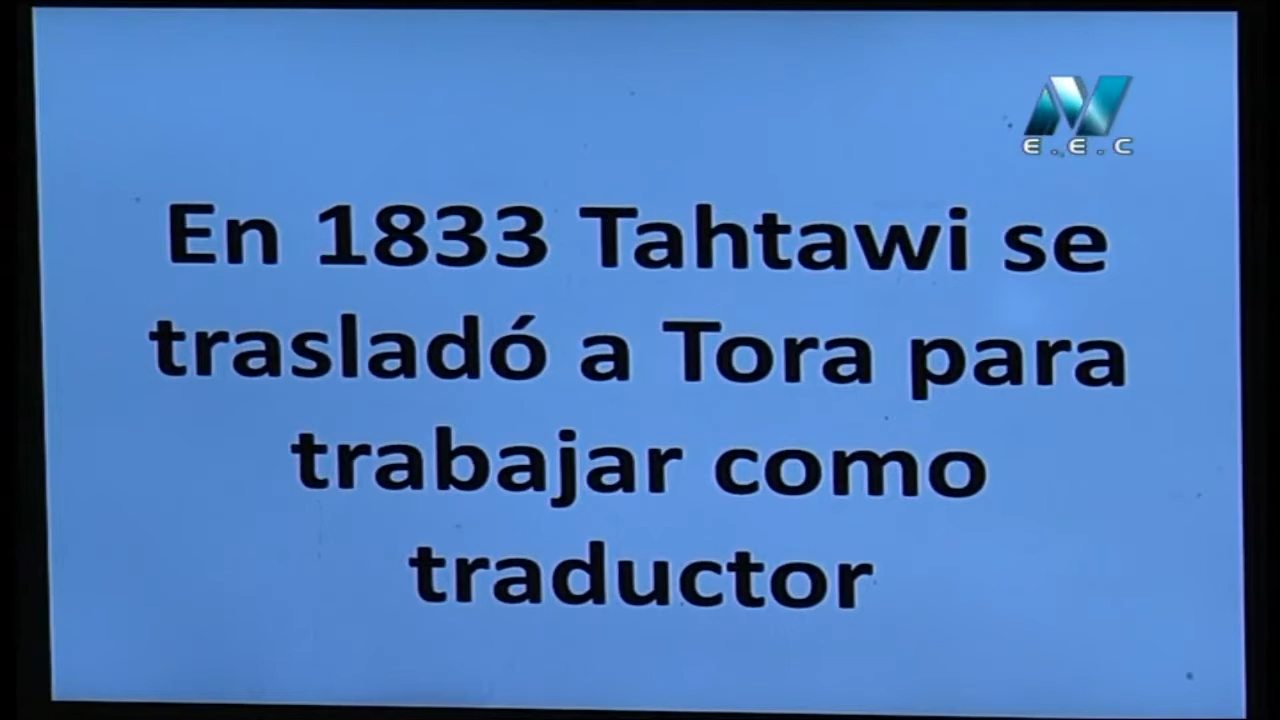 E.E.C
En 1833 Tahtawi se
trasladó a Tora para
trabajar como
traductor